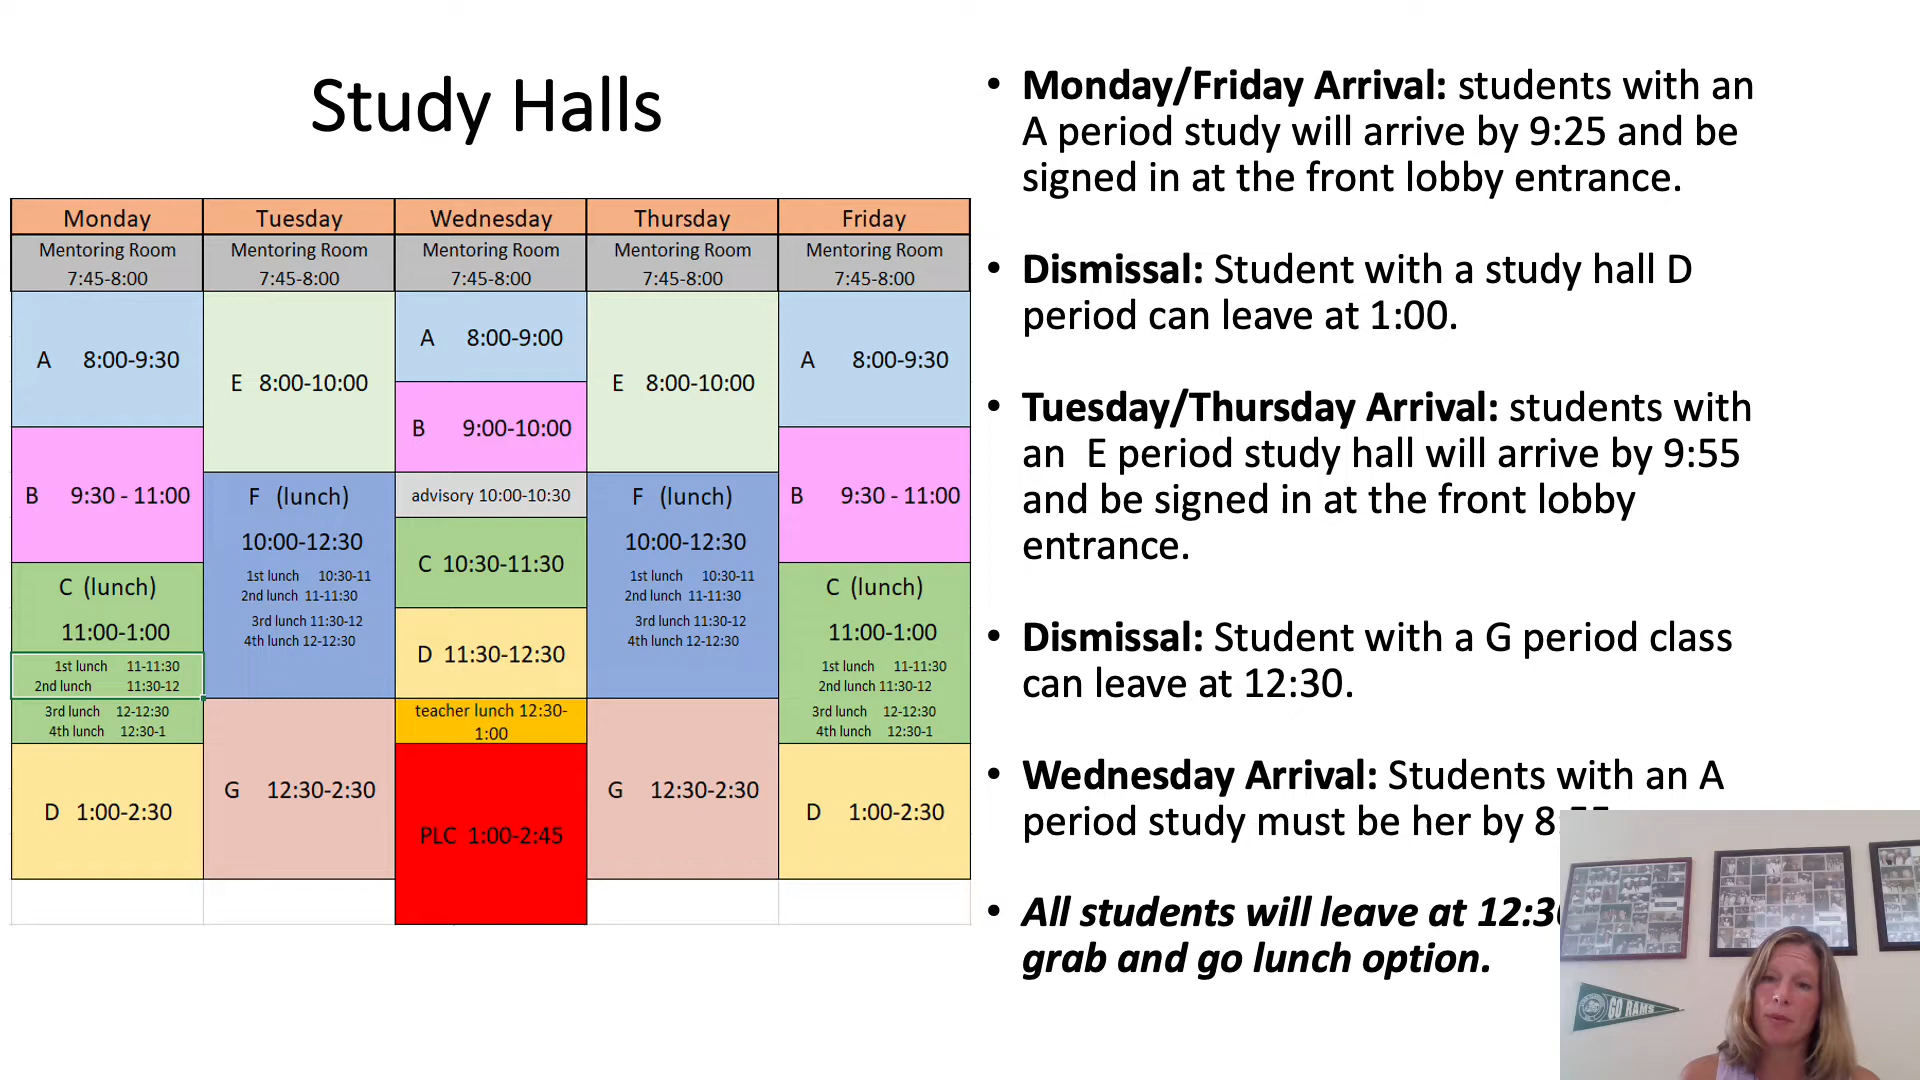 Study Halls
Monday Tuesday Wednesday Thursday Friday
Mentoring Room Mentoring Room Mentoring Room Mentoring Room Mentoring Room
7:45-8:00 7:45-8:00 7:45-8:00 7:45-8:00 7:45-8:00
A 8:00-9:30
B 9:30 - 11:00
C (lunch)
11:00-1:00
1st lunch 11-11:30
2nd lunch 11:30-12
3rd lunch 12-12:30
4th lunch 12:30-1
D 1:00-2:30
E 8:00-10:00
F (lunch)
10:00-12:30
1st lunch 10:30-11
2nd lunch 11-11:30
3rd lunch 11:30-12
4th lunch 12-12:30
G 12:30-2:30
A 8:00-9:00
B 9:00-10:00
advisory 10:00-10:30
C 10:30-11:30
D 11:30-12:30
teacher lunch 12:30-
1:00
PLC 1:00-2:45
E 8:00-10:00
F (lunch)
10:00-12:30
1st lunch 10:30-11
2nd lunch 11-11:30
3rd lunch 11:30-12
4th lunch 12-12:30
G 12:30-2:30
A 8:00-9:30
B 9:30 - 11:00
C (lunch)
11:00-1:00
1st lunch 11-11:30
2nd lunch 11:30-12
3rd lunch 12-12:30
4th lunch 12:30-1
D 1:00-2:30
• Monday/Friday Arrival: students with an
A period study will arrive by 9:25 and be
signed in at the front lobby entrance.
• Dismissal: Student with a study hall D
period can leave at 1:00.
• Tuesday/Thursday Arrival: students with
an E period study hall will arrive by 9:55
and be signed in at the front lobby
entrance.
• Dismissal: Student with a G period class
can leave at 12:30.
• Wednesday Arrival: Students with an A
period study must be her by
• All students will leave at
grab and go lunch option.
GO RAMS